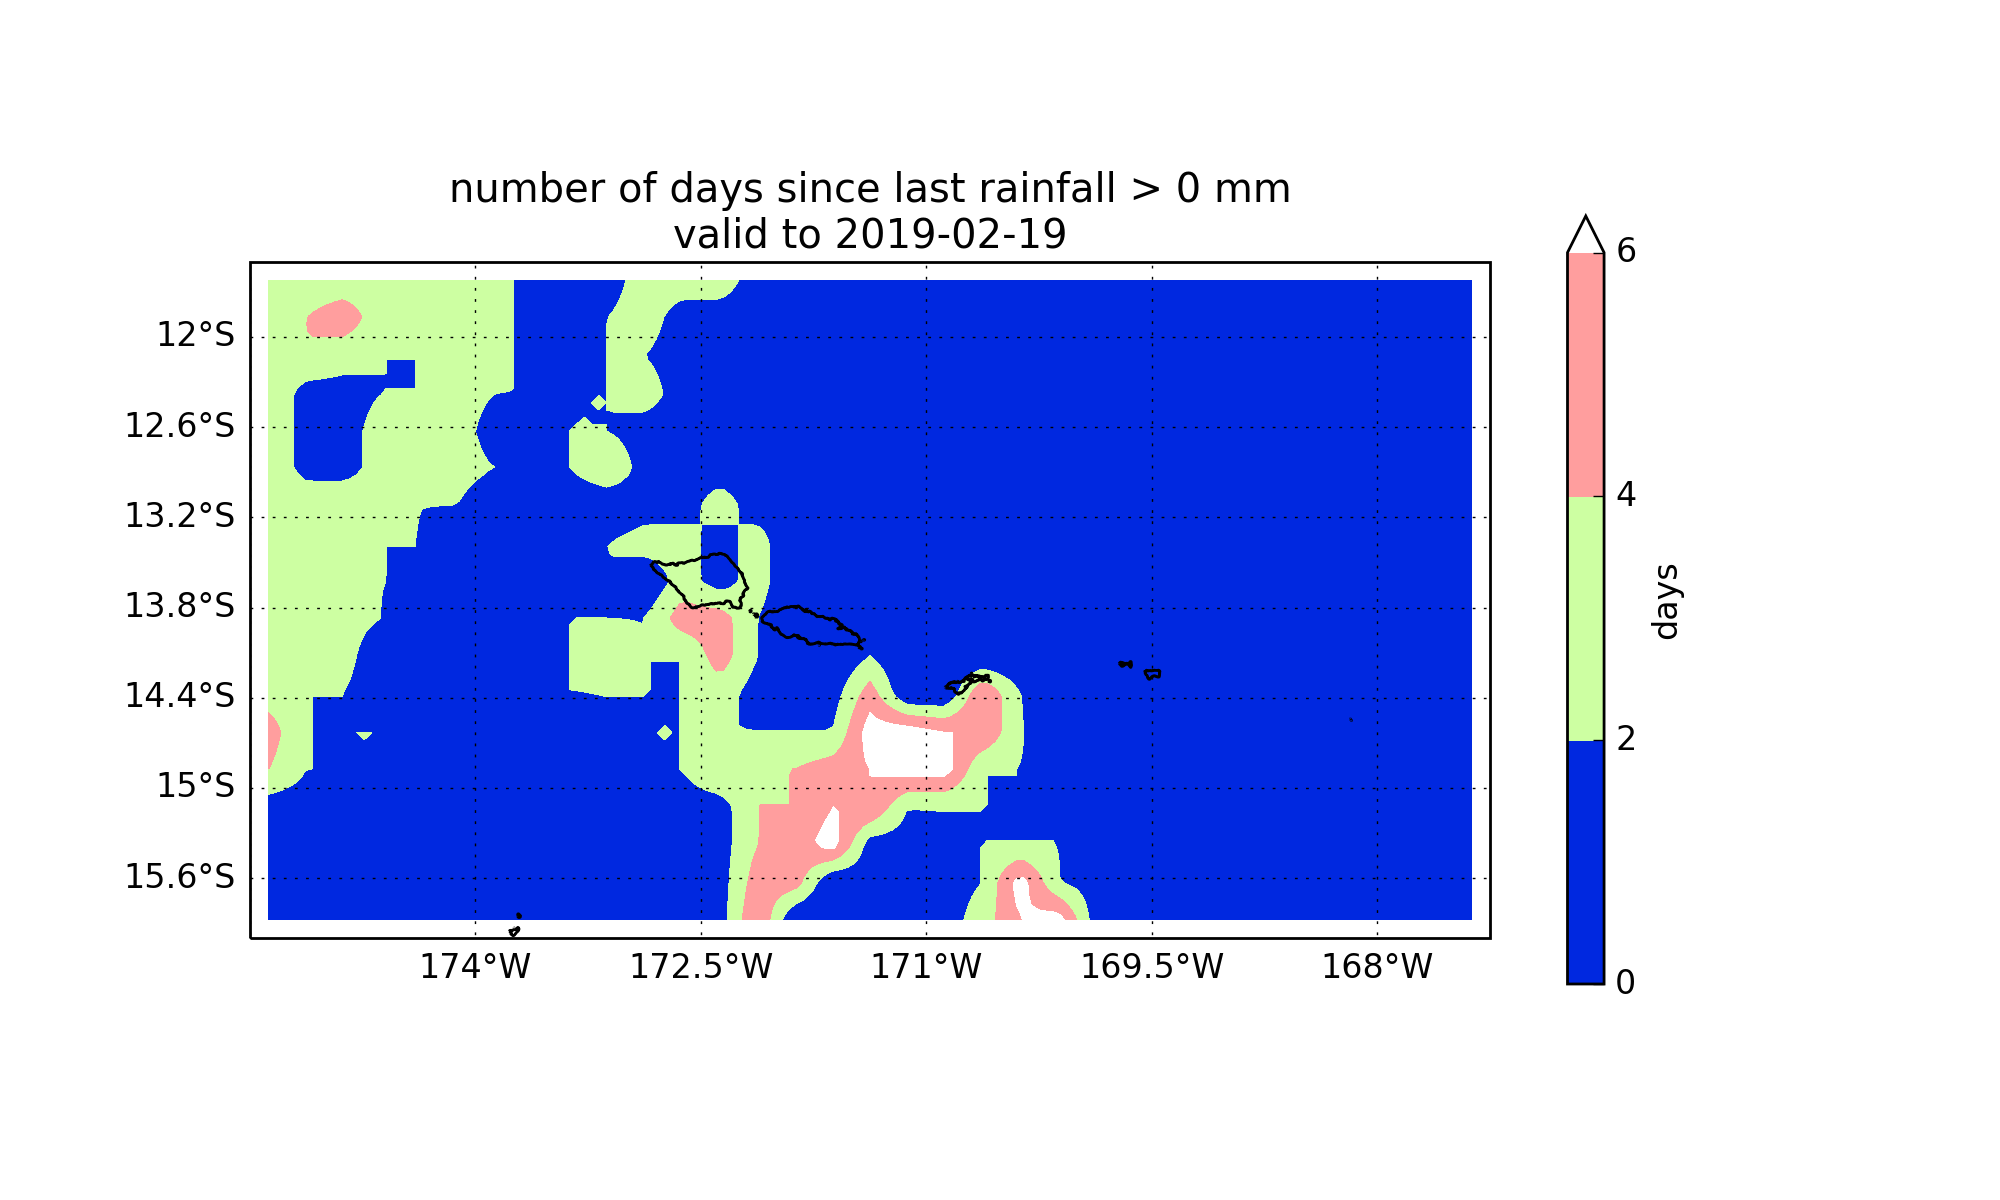 number of days since last rainfall > 0 mm
valid to 2019-02-19
12°S
12.6°S
13.2°S
13.8°S
14.4°S
15°S
15.6°S
174°W 172.5°W 171°W 169.5°W 168°W
6
4
2
0
days